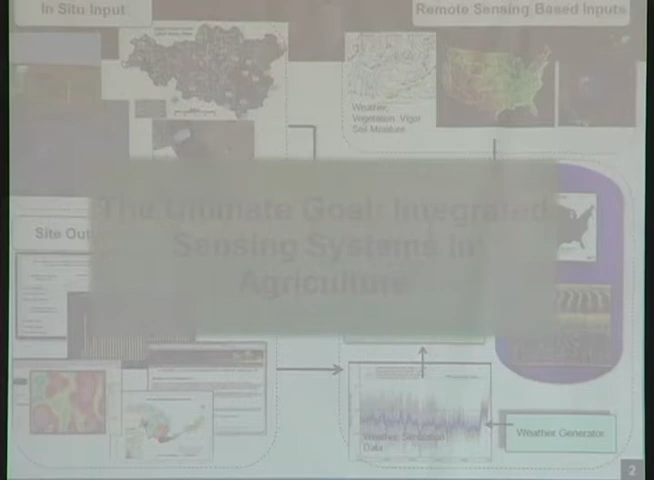 In Situ Input
Remote Sensing Based Inputs
Weather,
Vegetation Vigor
Soil Moisture
The Ultimate Goal: Integrated
Sensing Systems in
Agriculture
Site Out
Weather Simulation
Data
Weather Generator
2